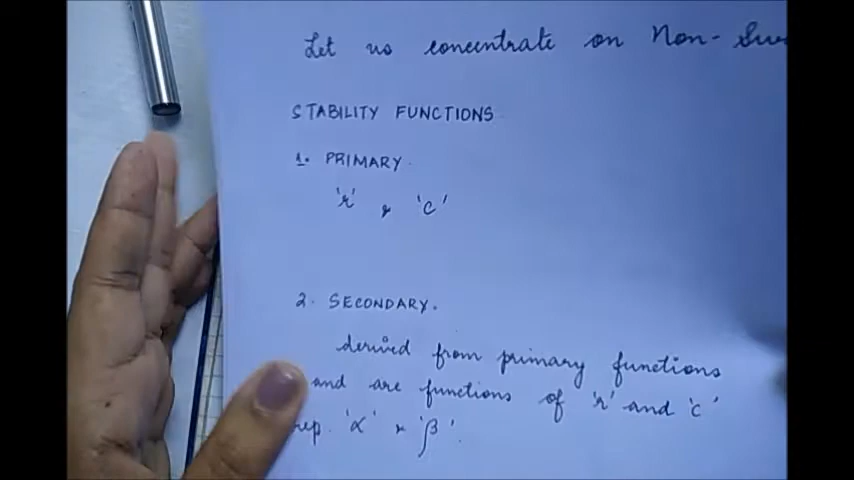 Let us concentrate on Non-
STABILITY FUNCTIONS
1. PRIMARY.
'r' & 'c'
2. SECONDARY.
derived from primary functions
and are functions of 'r' and 'c'
rep. 'α' & 'β'.